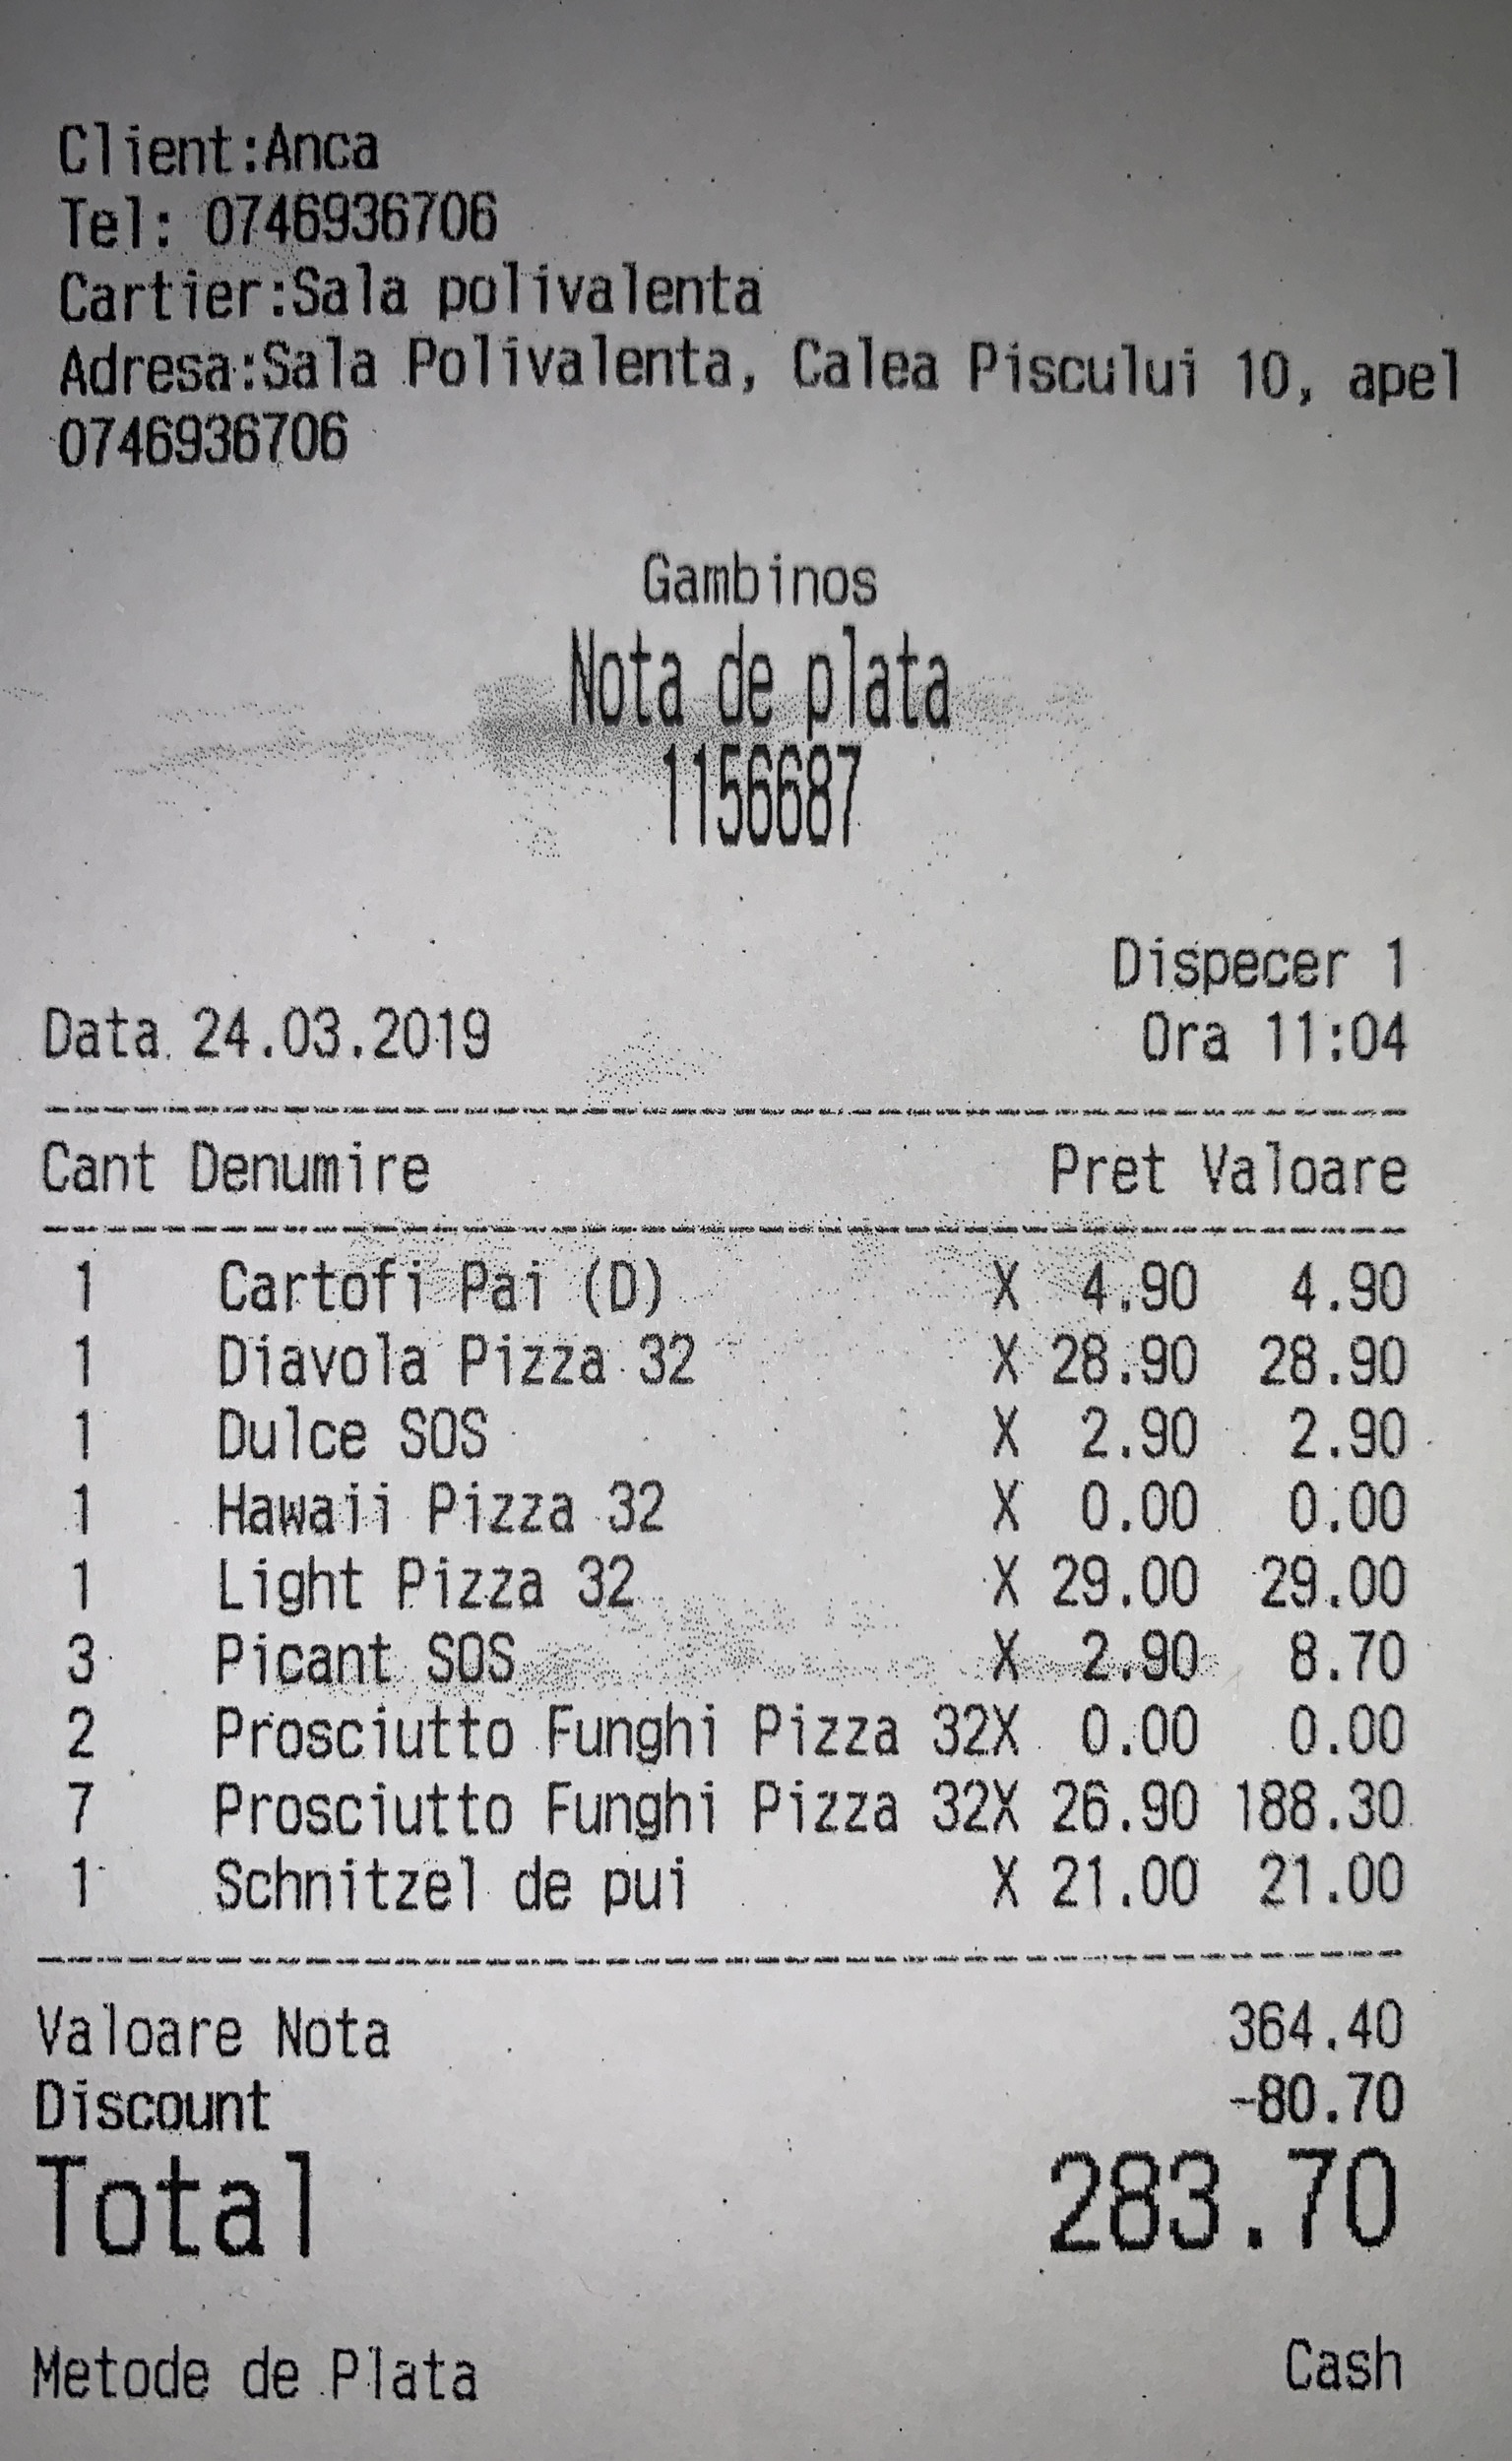 Client:Anca
Tel: 0746936706
Cartier:Sala polivalenta
Adresa:Sala Polivalenta, Calea Piscului 10, apel
0746936706
Gambinos
Nota de plata
1156687
Dispecer 1
Data 24.03.2019 Ora 11:04
Cant Denumire Pret Valoare
1 Cartofi Pai (D) X 4.90 4.90
1 Diavola Pizza 32 X 28.90 28.90
1 Dulce SOS X 2.90 2.90
1 Hawaii Pizza 32 X 0.00 0.00
1 Light Pizza 32 X 29.00 29.00
3 Picant SOS X 2.90 8.70
2 Prosciutto Funghi Pizza 32X 0.00 0.00
7 Prosciutto Funghi Pizza 32X 26.90 188.30
1 Schnitzel de pui X 21.00 21.00
Valoare Nota 364.40
Discount -80.70
Total 283.70
Metode de Plata Cash